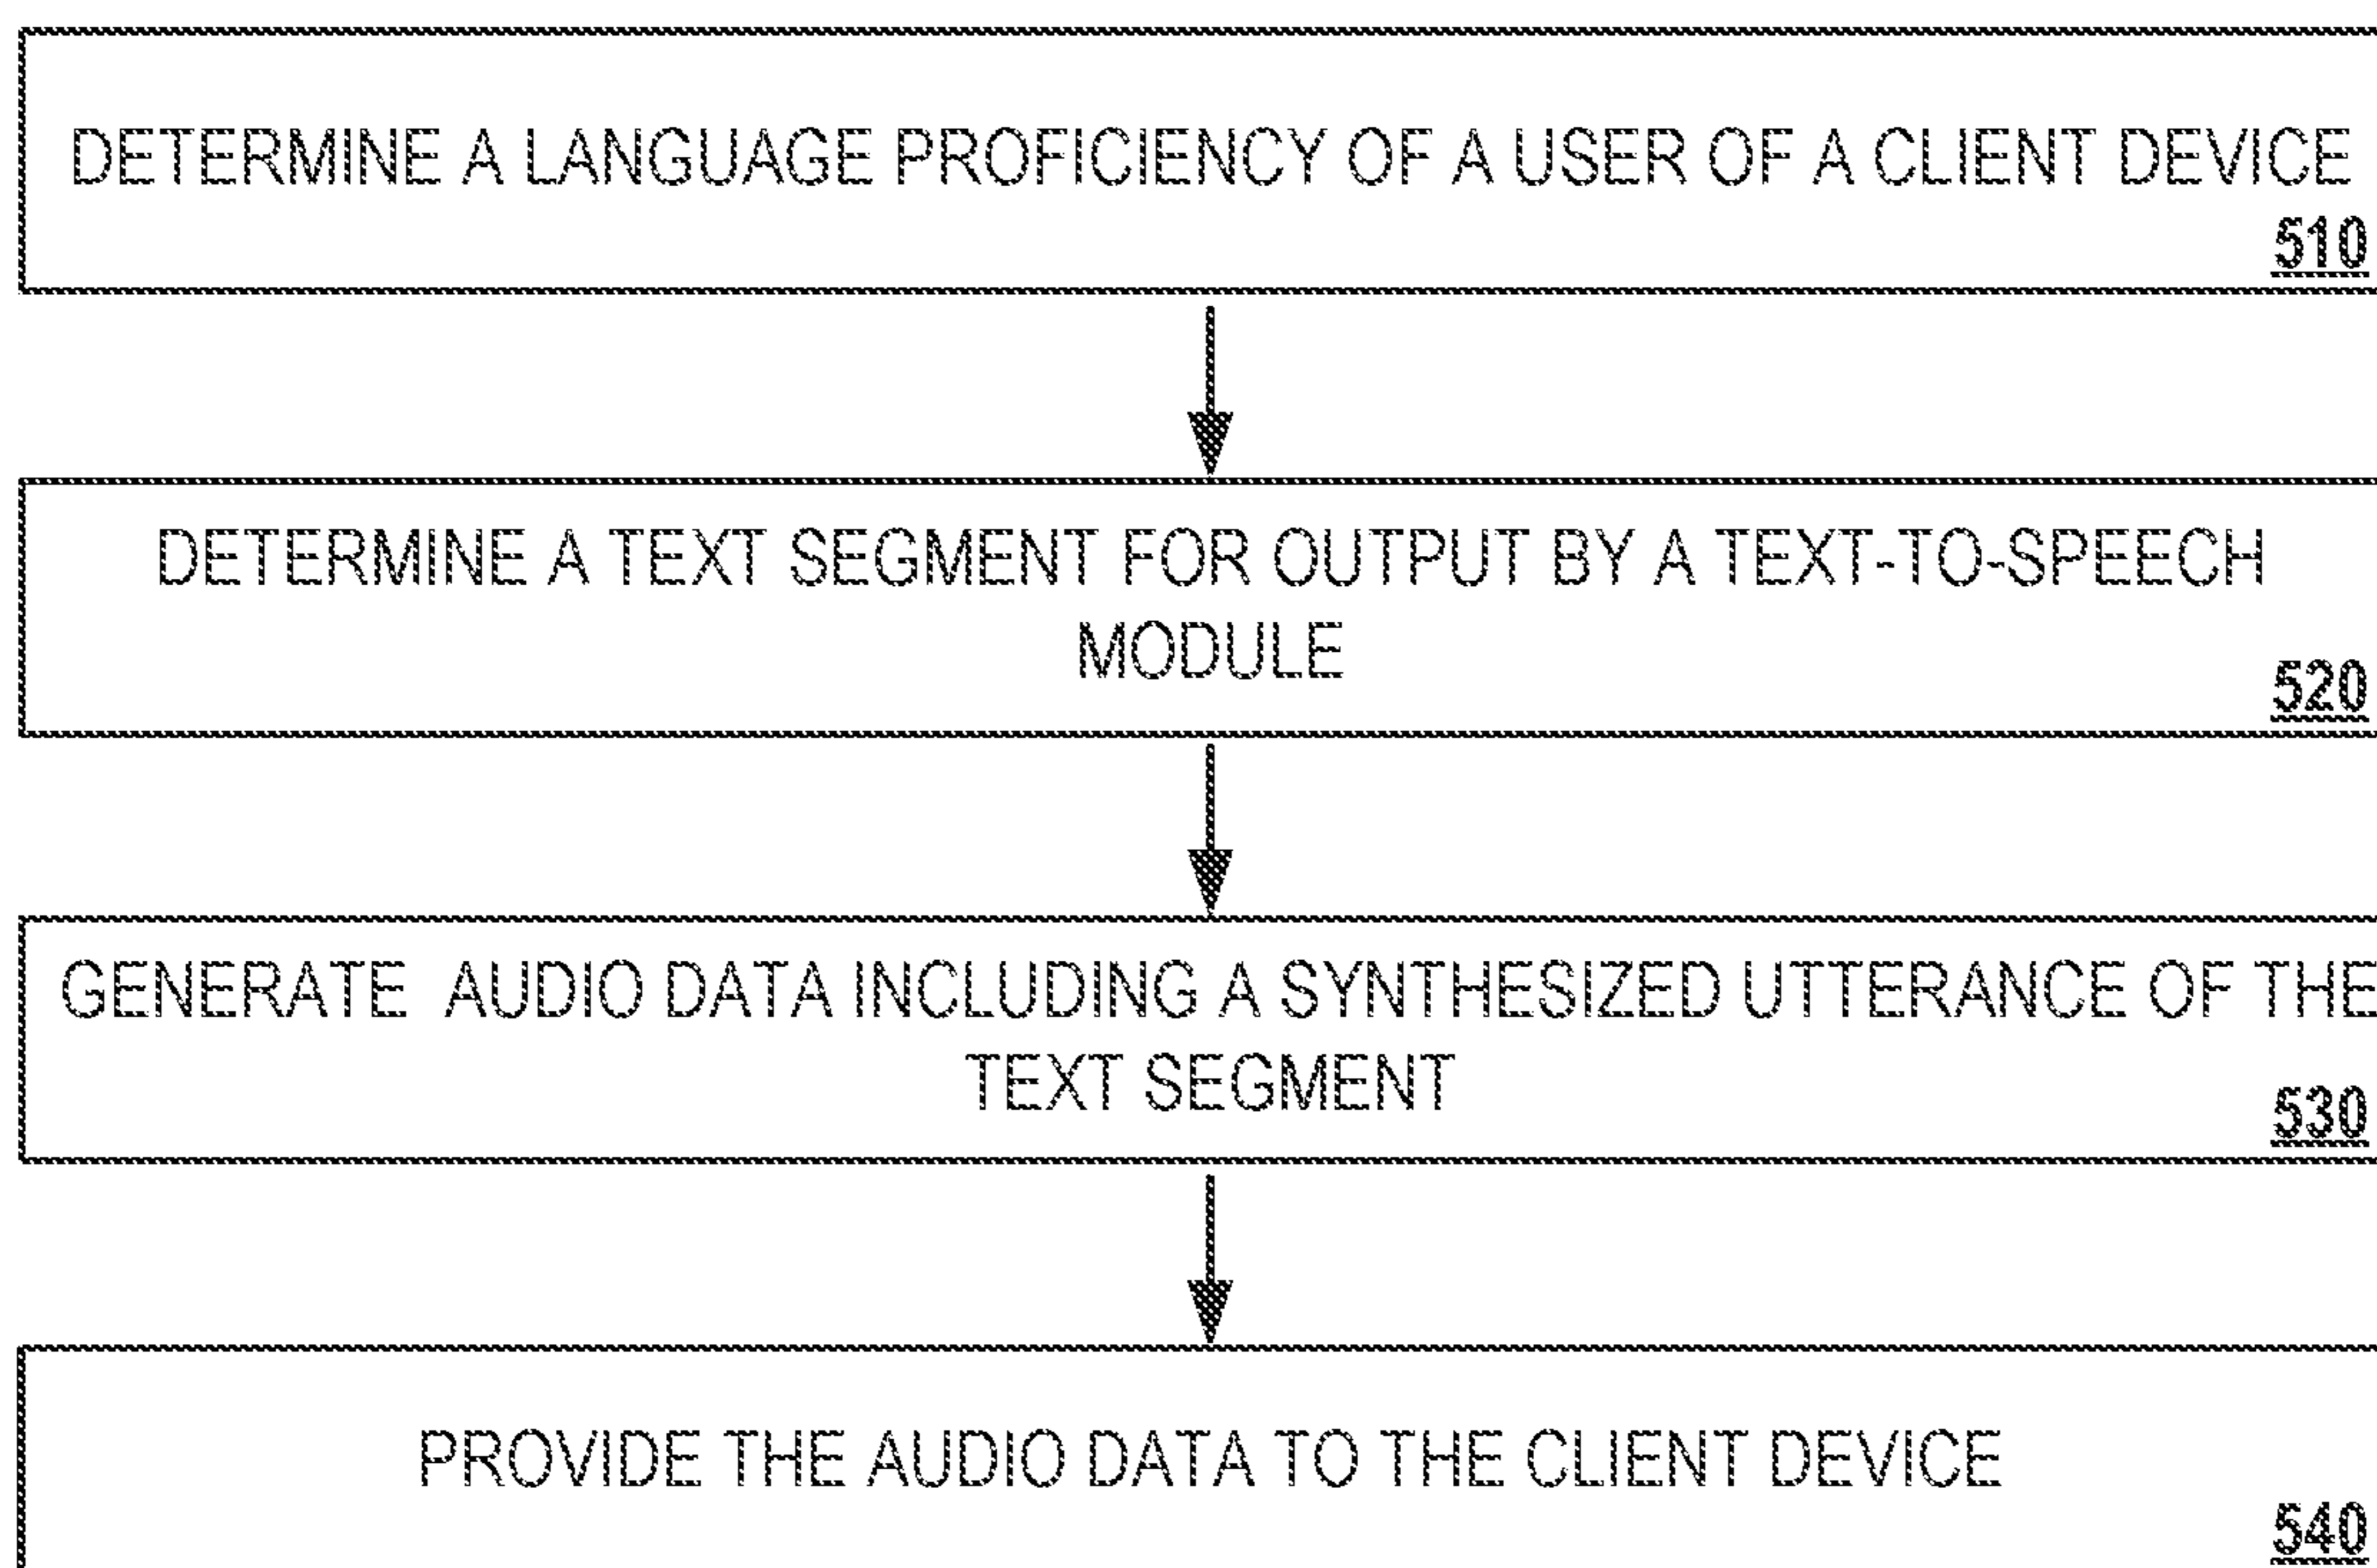 DETERMINE A LANGUAGE PROFICIENCY OF A USER OF A CLIENT DEVICE
510
DETERMINE A TEXT SEGMENT FOR OUTPUT BY A TEXT-TO-SPEECH
MODULE
520
GENERATE AUDIO DATA INCLUDING A SYNTHESIZED UTTERANCE OF THE
TEXT SEGMENT
530
PROVIDE THE AUDIO DATA TO THE CLIENT DEVICE
540